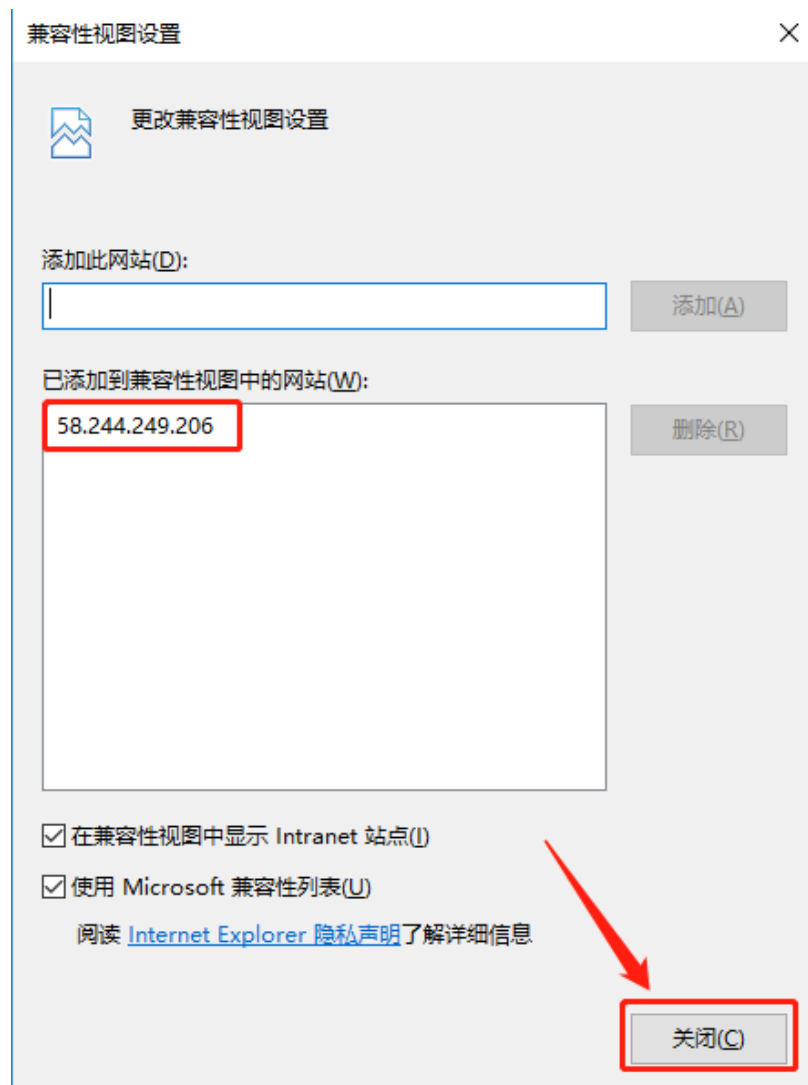 兼容性视图设置
更改兼容性视图设置
添加此网站(D):
添加(A)
已添加到兼容性视图中的网站(W):
58.244.249.206
删除(R)
在兼容性视图中显示 Intranet 站点(I)
使用 Microsoft 兼容性列表(U)
阅读 Internet Explorer 隐私声明了解详细信息
关闭(C)